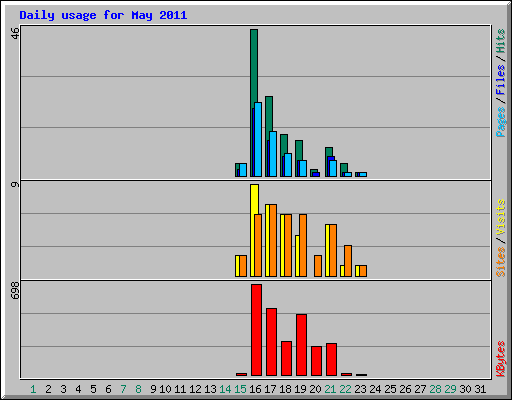 Daily usage for May 2011
46
Pages / Files / Hits
9
Sites / Visits
698
KBytes
1 2 3 4 5 6 7 8 9 10 11 12 13 14 15 16 17 18 19 20 21 22 23 24 25 26 27 28 29 30 31